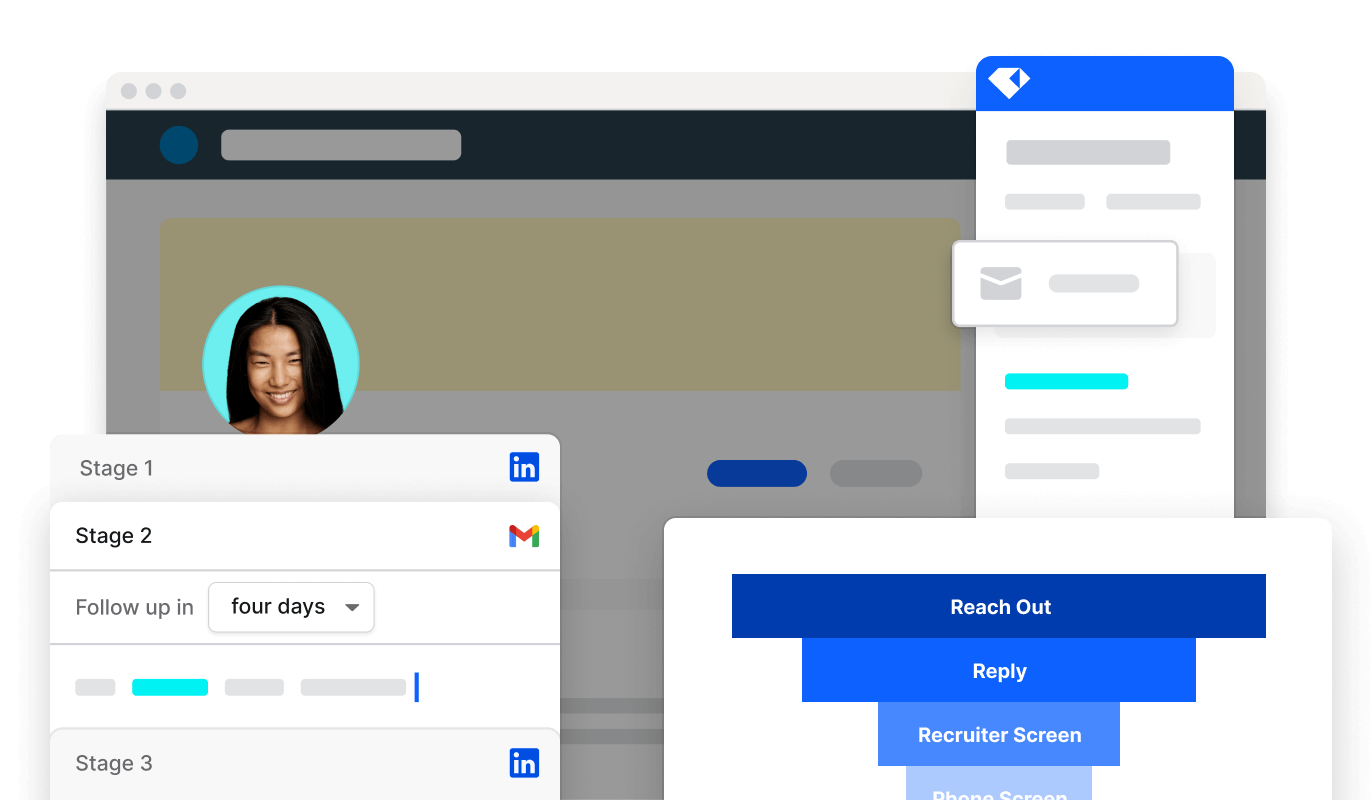 Stage 1
in
Stage 2
Follow up in four days
Stage 3
in
Reach Out
Reply
Recruiter Screen
Phone Screen